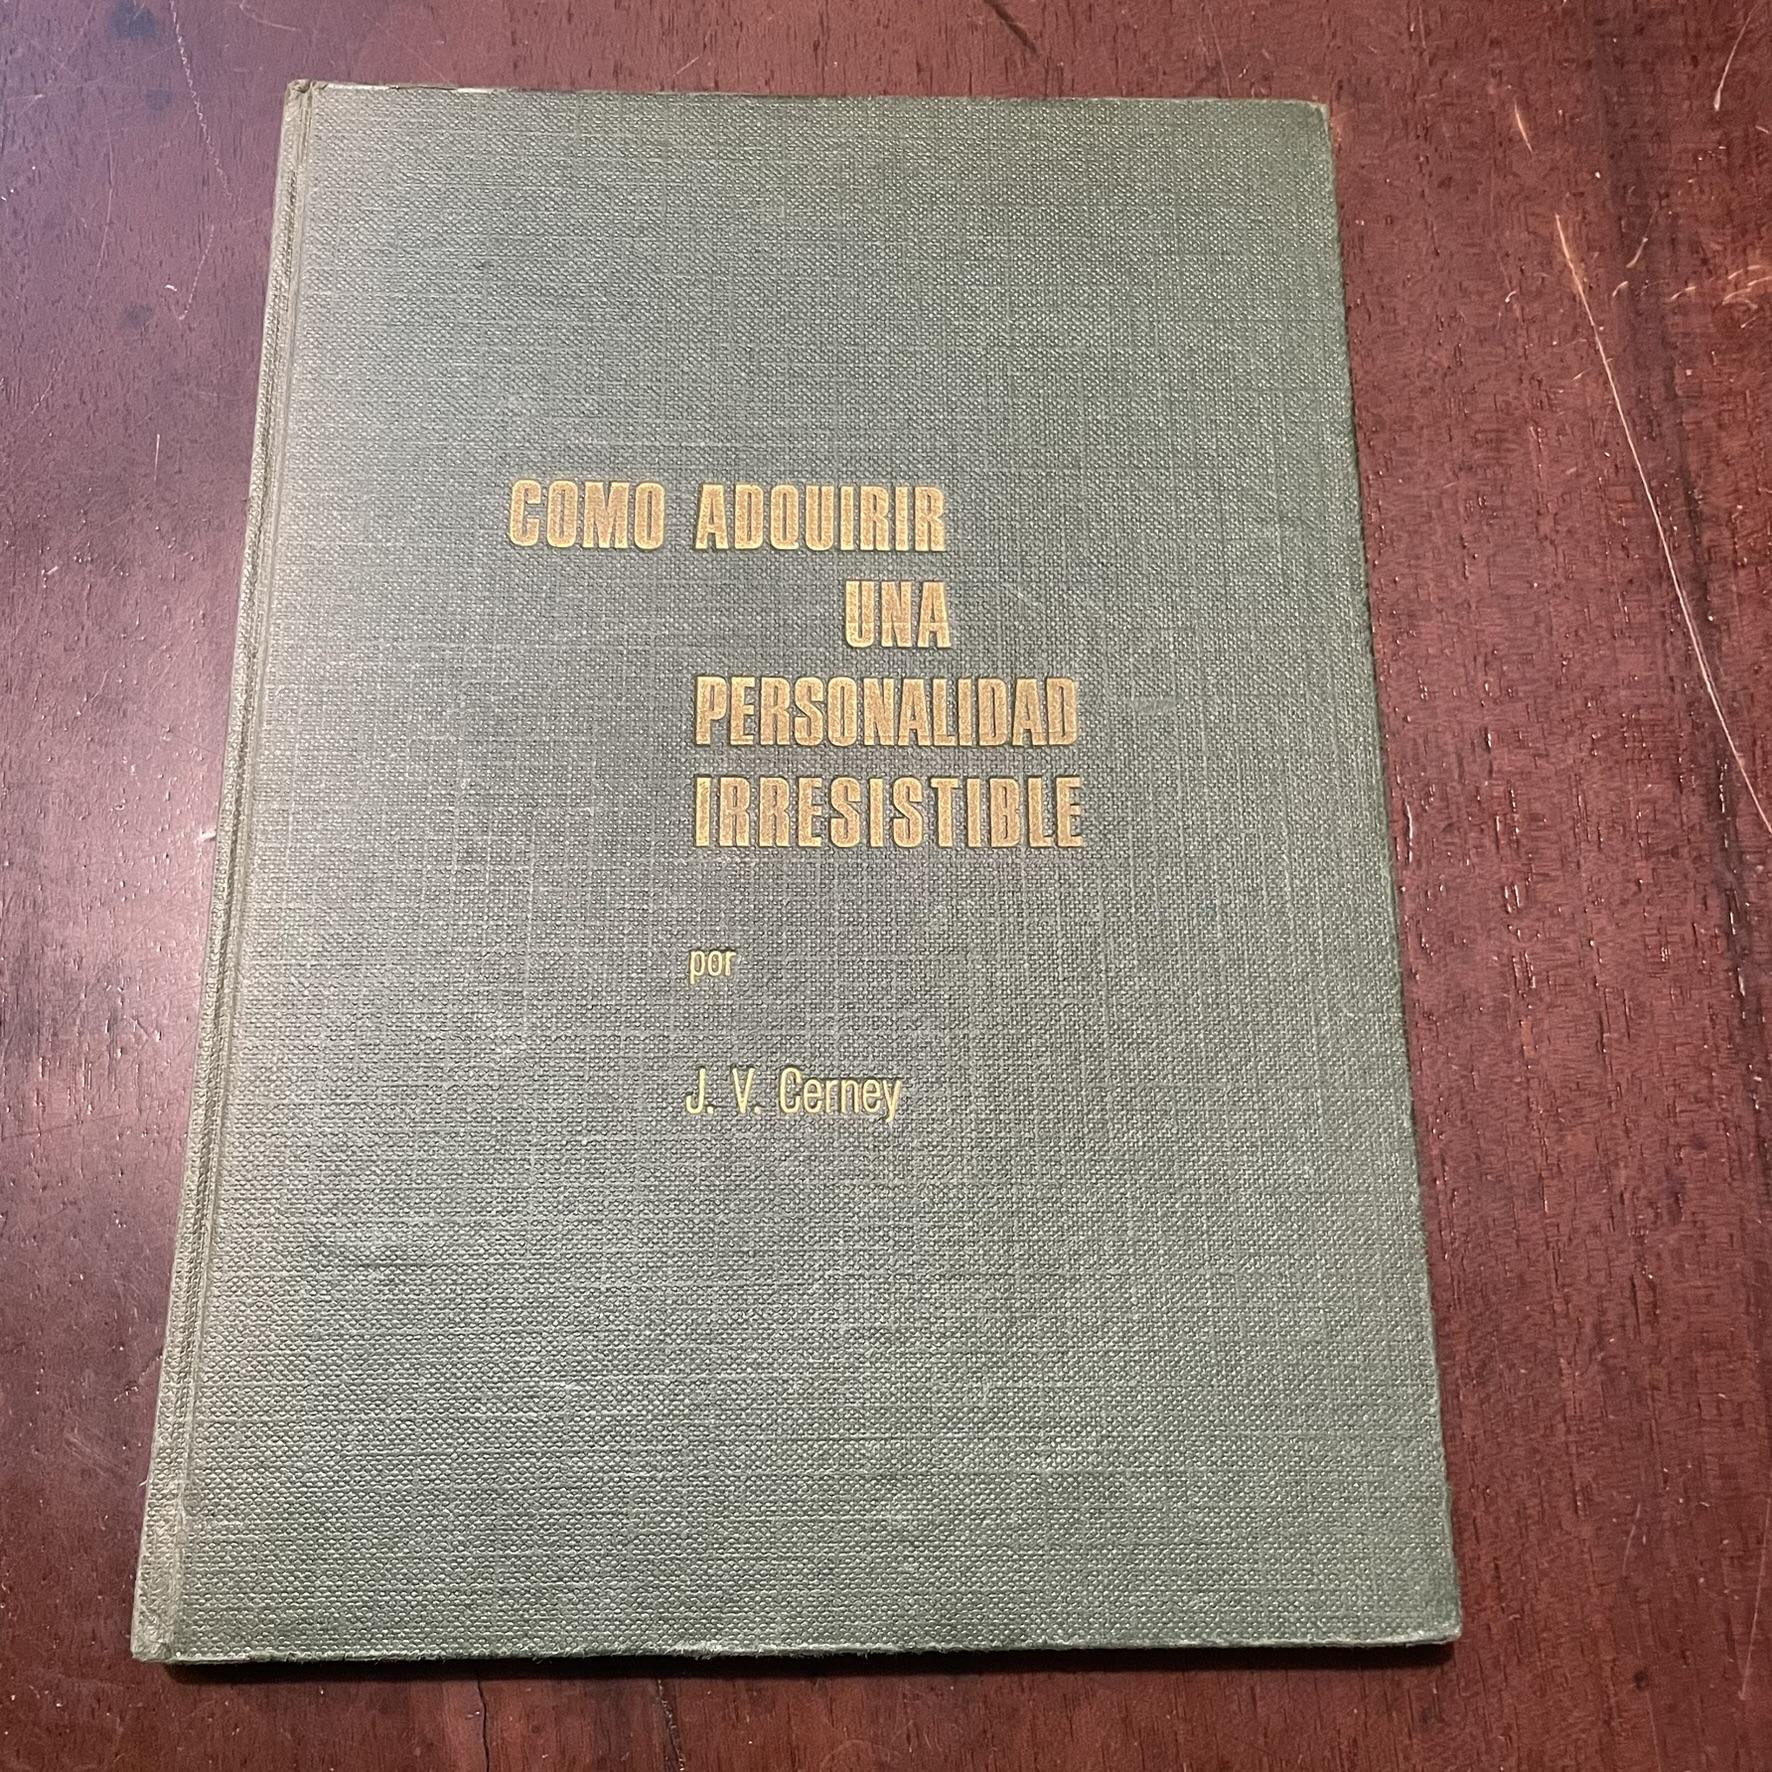 COMO ADQUIRIR
UNA
PERSONALIDAD
IRRESISTIBLE
por
J. V. Cerney